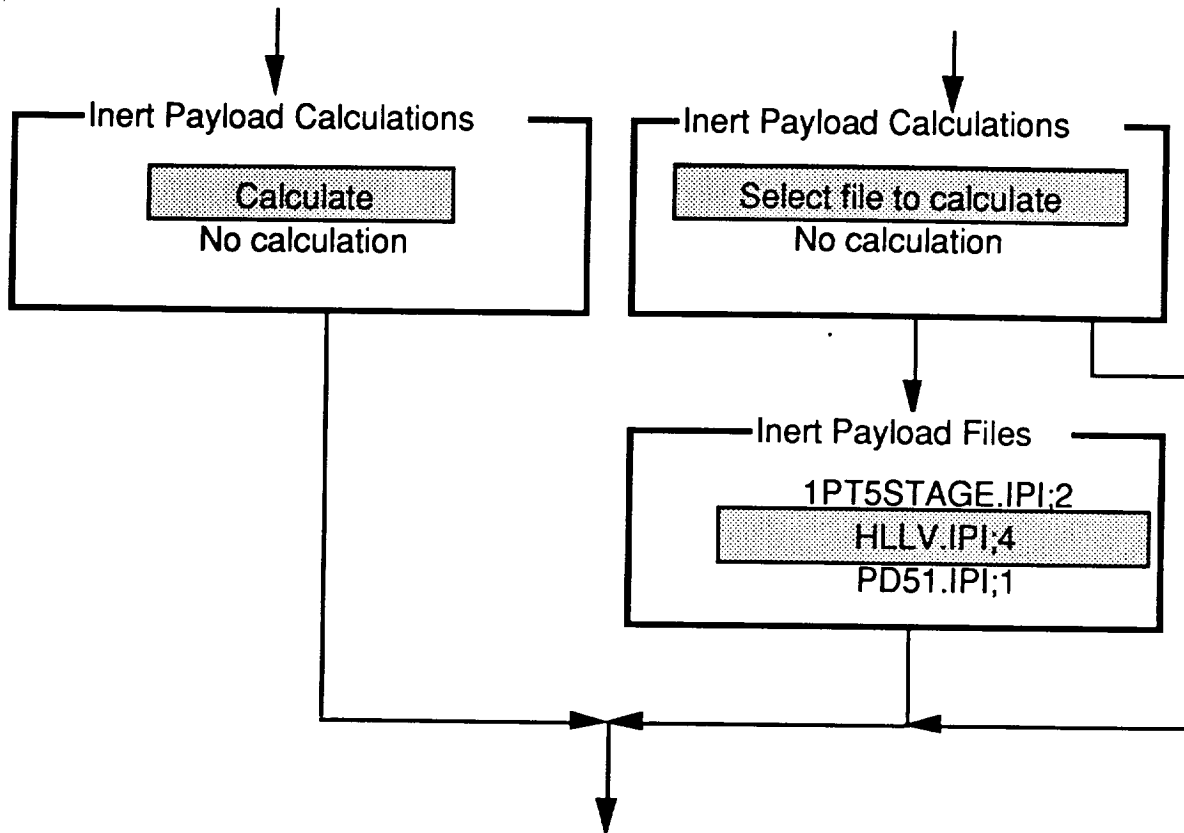 Inert Payload Calculations
Calculate
No calculation
Inert Payload Calculations
Select file to calculate
No calculation
Inert Payload Files
1PT5STAGE.IPI;2
HLLV.IPI;4
PD51.IPI;1